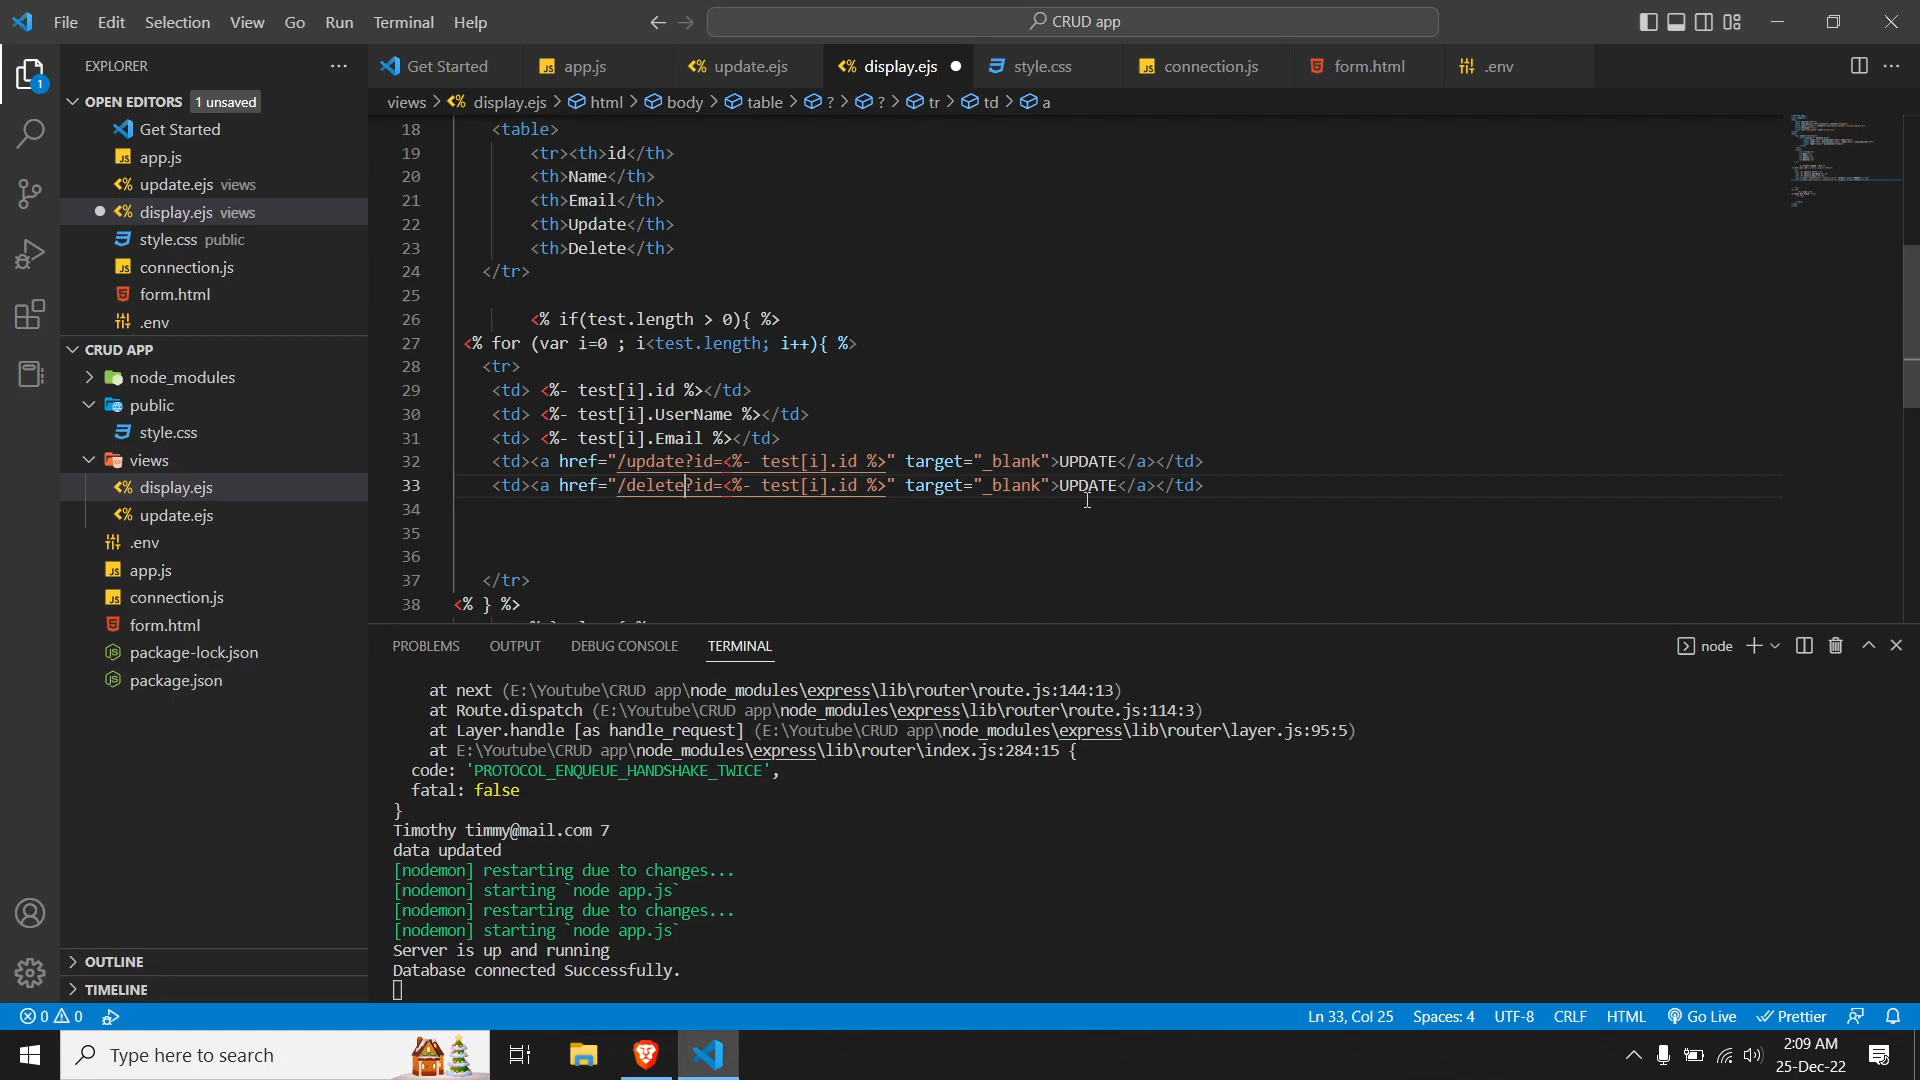 File Edit Selection View Go Run Terminal Help
CRUD app
EXPLORER
Get Started
app.js
update.ejs
display.ejs
style.css
connection.js
form.html
.env
OPEN EDITORS 1 unsaved
Get Started
app.js
update.ejs views
display.ejs views
style.css public
connection.js
form.html
.env
CRUD APP
node_modules
public
style.css
views
display.ejs
update.ejs
.env
app.js
connection.js
form.html
package-lock.json
package.json
OUTLINE
TIMELINE
views > display.ejs > html > body > table > ? > ? > tr > td > a
18 <table>
19 <tr><th>id</th>
20 <th>Name</th>
21 <th>Email</th>
22 <th>Update</th>
23 <th>Delete</th>
24 </tr>
25
26 <% if(test.length > 0){ %>
27 <% for (var i=0 ; i<test.length; i++){ %>
28 <tr>
29 <td> <%- test[i].id %></td>
30 <td> <%- test[i].UserName %></td>
31 <td> <%- test[i].Email %></td>
32 <td><a href="/update?id=<%- test[i].id %>" target="_blank">UPDATE</a></td>
33 <td><a href="/delete?id=<%- test[i].id %>" target="_blank">UPDATE</a></td>
34
35
36
37 </tr>
38 <% } %>
PROBLEMS OUTPUT DEBUG CONSOLE TERMINAL
node
at next (E:\Youtube\CRUD app\node_modules\express\lib\router\route.js:144:13)
at Route.dispatch (E:\Youtube\CRUD app\node_modules\express\lib\router\route.js:114:3)
at Layer.handle [as handle_request] (E:\Youtube\CRUD app\node_modules\express\lib\router\layer.js:95:5)
at E:\Youtube\CRUD app\node_modules\express\lib\router\index.js:284:15 {
code: 'PROTOCOL_ENQUEUE_HANDSHAKE_TWICE',
fatal: false
}
Timothy timmy@mail.com 7
data updated
[nodemon] restarting due to changes...
[nodemon] starting `node app.js`
[nodemon] restarting due to changes...
[nodemon] starting `node app.js`
Server is up and running
Database connected Successfully.
0 0
Ln 33, Col 25 Spaces: 4 UTF-8 CRLF HTML Go Live Prettier
Type here to search
2:09 AM
25-Dec-22